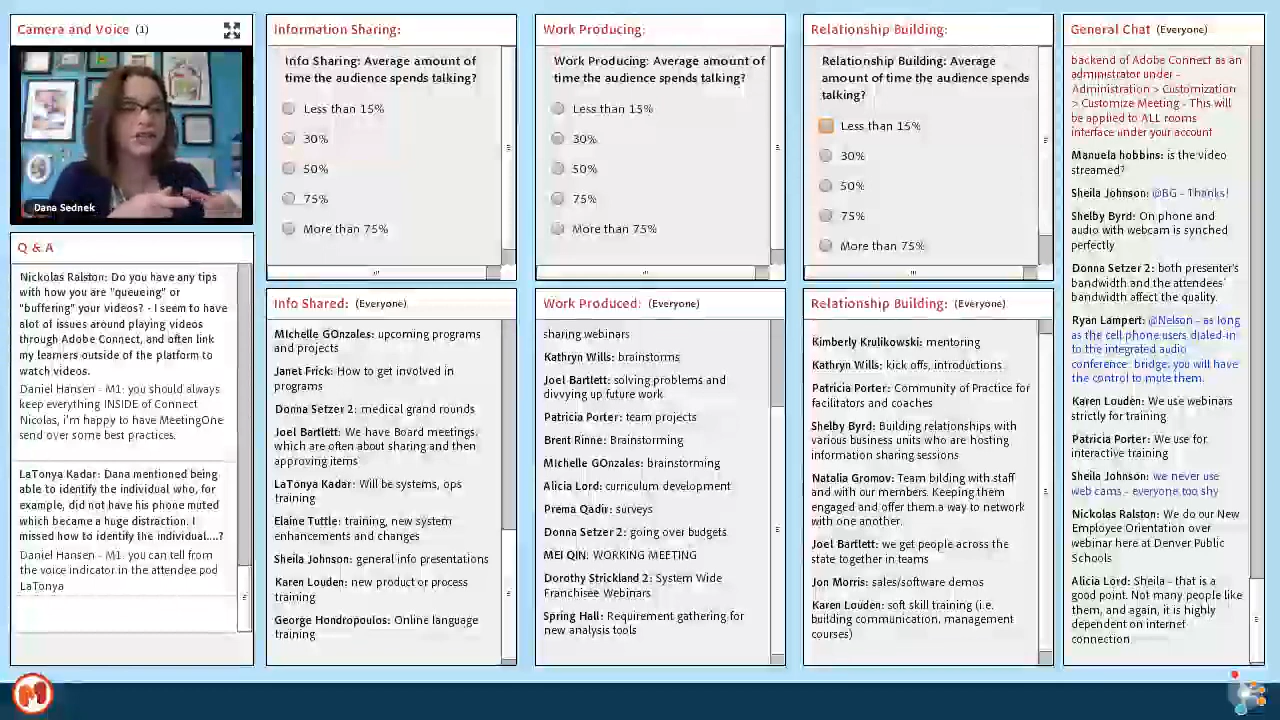 Camera and Voice (1)
Dana Sednek
Q & A
Nickolas Ralston: Do you have any tips
with how you are "queueing" or
"buffering" your videos? - I seem to have
alot of issues around playing videos
through Adobe Connect, and often link
my learners outside of the platform to
watch videos.
Daniel Hansen - M1: you should always
keep everything INSIDE of Connect
Nicolas, i'm happy to have MeetingOne
send over some best practices.
LaTonya Kadar: Dana mentioned being
able to identify the individual who, for
example, did not have his phone muted
which became a huge distraction. I
missed how to identify the individual....?
Daniel Hansen - M1: you can tell from
the voice indicator in the attendee pod
LaTonya
Information Sharing:
Info Sharing: Average amount of
time the audience spends talking?
Less than 15%
30%
50%
75%
More than 75%
Work Producing:
Work Producing: Average amount of
time the audience spends talking?
Less than 15%
30%
50%
75%
More than 75%
Relationship Building:
Relationship Building: Average
amount of time the audience spends
talking?
Less than 15%
30%
50%
75%
More than 75%
Info Shared: (Everyone)
MIchelle GOnzales: upcoming programs
and projects
Janet Frick: How to get involved in
programs
Donna Setzer 2: medical grand rounds
Joel Bartlett: We have Board meetings,
which are often about sharing and then
approving items
LaTonya Kadar: Will be systems, ops
training
Elaine Tuttle: training, new system
enhancements and changes
Sheila Johnson: general info presentations
Karen Louden: new product or process
training
George Hondropoulos: Online language
training
Work Produced: (Everyone)
sharing webinars
Kathryn Wills: brainstorms
Joel Bartlett: solving problems and
divvying up future work
Patricia Porter: team projects
Brent Rinne: Brainstorming
MIchelle GOnzales: brainstorming
Alicia Lord: curriculum development
Prema Qadir: surveys
Donna Setzer 2: going over budgets
MEI QIN: WORKING MEETING
Dorothy Strickland 2: System Wide
Franchisee Webinars
Spring Hall: Requirement gathering for
new analysis tools
Relationship Building: (Everyone)
Kimberly Krulikowski: mentoring
Kathryn Wills: kick offs, introductions
Patricia Porter: Community of Practice for
facilitators and coaches
Shelby Byrd: Building relationships with
various business units who are hosting
information sharing sessions
Natalia Gromov: Team bilding with staff
and with our members. Keeping them
engaged and offer them a way to network
with one another.
Joel Bartlett: we get people across the
state together in teams
Jon Morris: sales/software demos
Karen Louden: soft skill training (i.e.
building communication, management
courses)
General Chat (Everyone)
backend of Adobe Connect as an
administrator under -
Administration > Customization
> Customize Meeting - This will
be applied to ALL rooms
interface under your account
Manuela hobbins: is the video
streamed?
Sheila Johnson: @BG - Thanks!
Shelby Byrd: On phone and
audio with webcam is synched
perfectly
Donna Setzer 2: both presenter's
bandwidth and the attendees'
bandwidth affect the quality.
Ryan Lampert: @Nelson - as long
as the cell phone users dialed-in
to the integrated audio
conference bridge, you will have
the control to mute them.
Karen Louden: We use webinars
strictly for training
Patricia Porter: We use for
interactive training
Sheila Johnson: we never use
web cams - everyone too shy
Nickolas Ralston: We do our New
Employee Orientation over
webinar here at Denver Public
Schools
Alicia Lord: Sheila - that is a
good point. Not many people like
them, and again, it is highly
dependent on internet
connection.